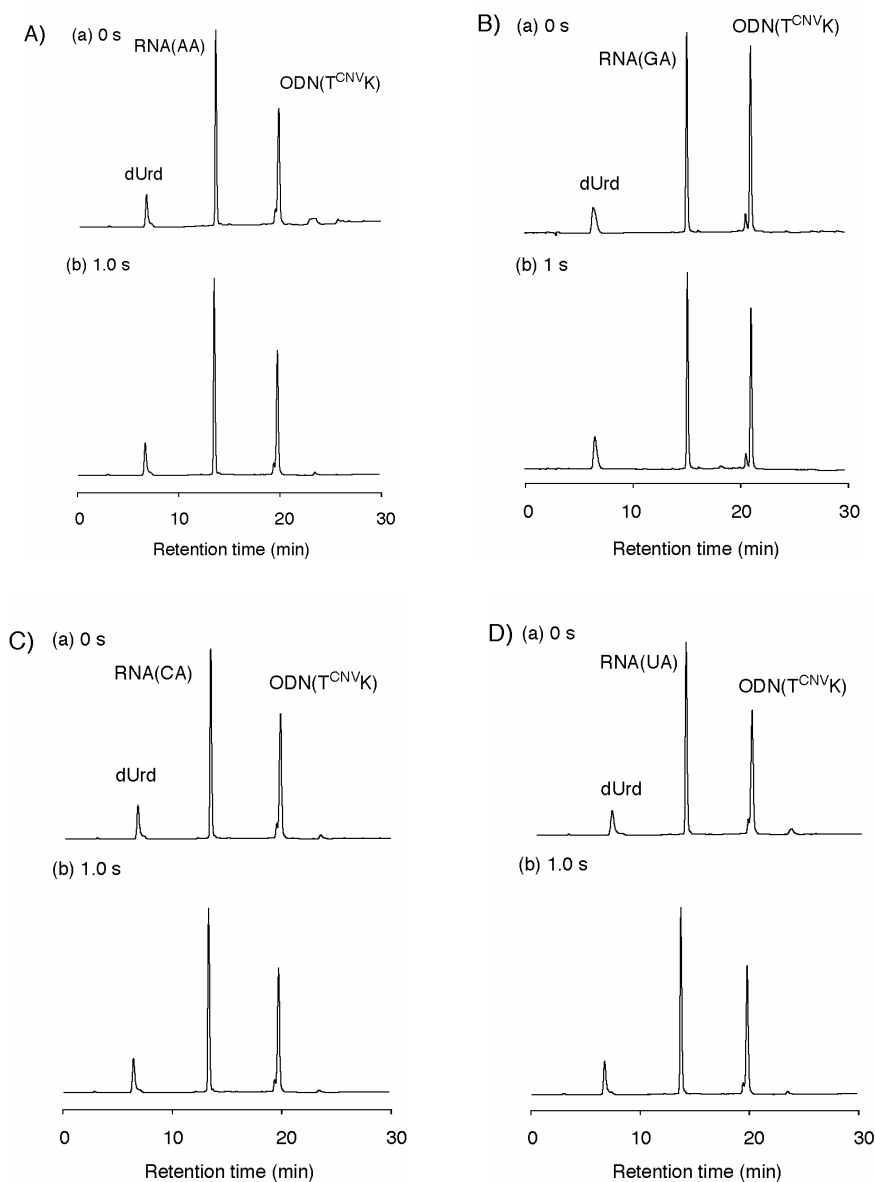 A) (a) 0 s
RNA(AA)
ODN(T^CNVK)
dUrd
(b) 1.0 s
0 10 20 30
Retention time (min)
B) (a) 0 s
ODN(T^CNVK)
RNA(GA)
dUrd
(b) 1 s
0 10 20 30
Retention time (min)
C) (a) 0 s
RNA(CA)
ODN(T^CNVK)
dUrd
(b) 1.0 s
0 10 20 30
Retention time (min)
D) (a) 0 s
RNA(UA)
ODN(T^CNVK)
dUrd
(b) 1.0 s
0 10 20 30
Retention time (min)